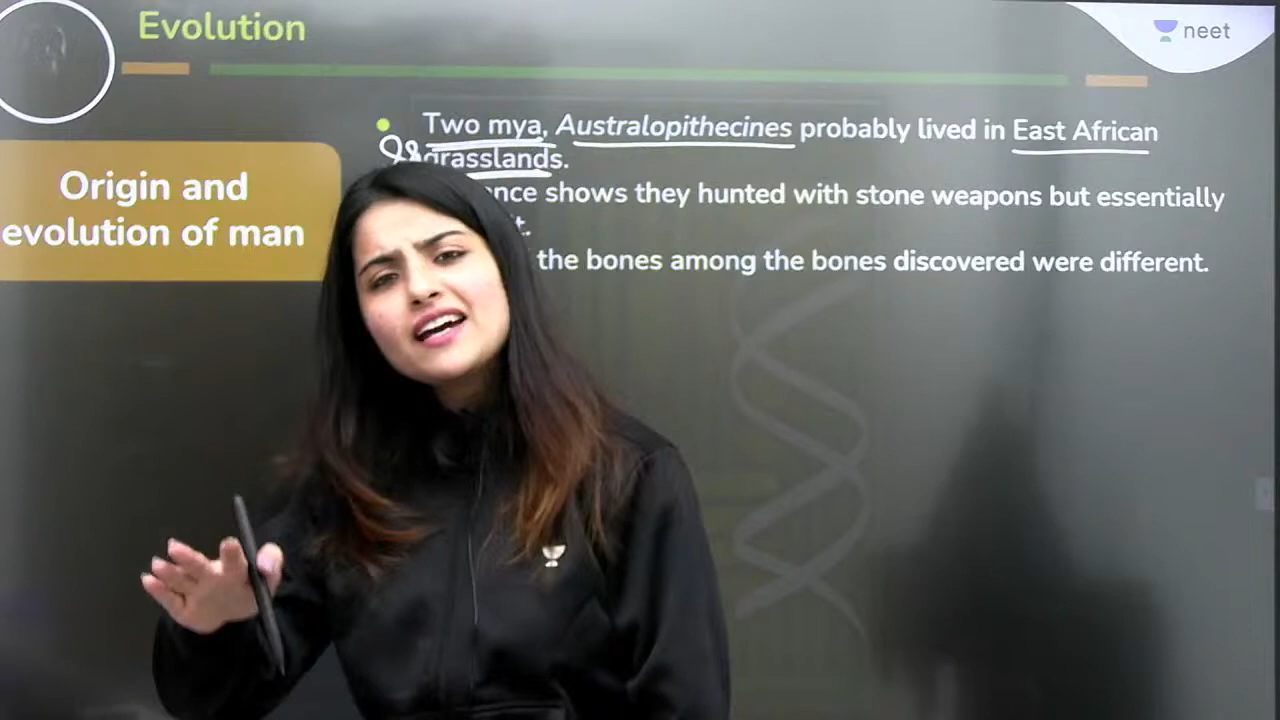 Evolution
neet
Origin and
evolution of man
Two mya, Australopithecines probably lived in East African
grasslands.
shows they hunted with stone weapons but essentially
the bones among the bones discovered were different.